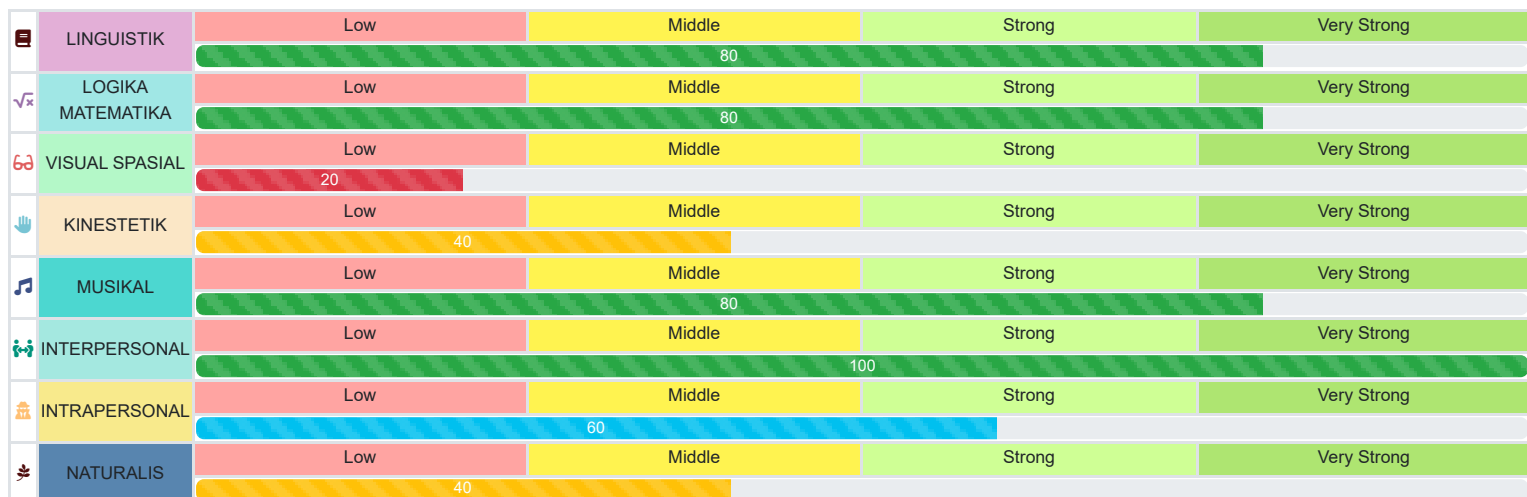 Low Middle Strong Very Strong
LINGUISTIK
80
LOGIKA
MATEMATIKA
Low Middle Strong Very Strong
80
VISUAL SPASIAL
Low Middle Strong Very Strong
20
KINESTETIK
Low Middle Strong Very Strong
40
MUSIKAL
Low Middle Strong Very Strong
80
INTERPERSONAL
Low Middle Strong Very Strong
100
INTRAPERSONAL
Low Middle Strong Very Strong
60
NATURALIS
Low Middle Strong Very Strong
40